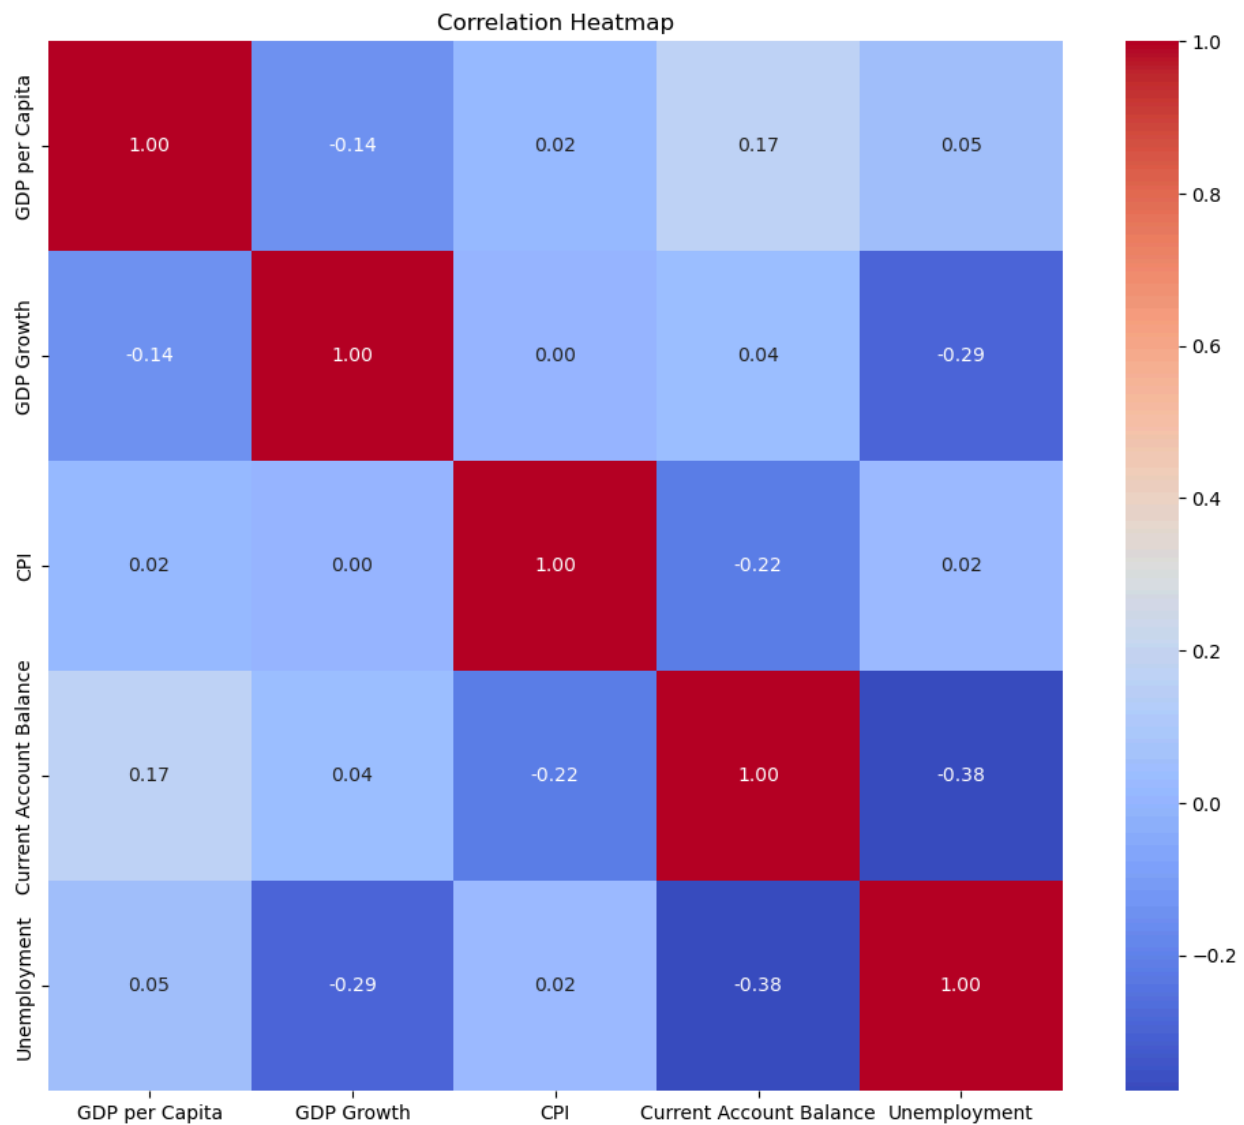 Correlation Heatmap
GDP per Capita
1.00 -0.14 0.02 0.17 0.05
GDP Growth
-0.14 1.00 0.00 0.04 -0.29
CPI
0.02 0.00 1.00 -0.22 0.02
Current Account Balance
0.17 0.04 -0.22 1.00 -0.38
Unemployment
0.05 -0.29 0.02 -0.38 1.00
GDP per Capita GDP Growth CPI Current Account Balance Unemployment
1.0
0.8
0.6
0.4
0.2
0.0
−0.2